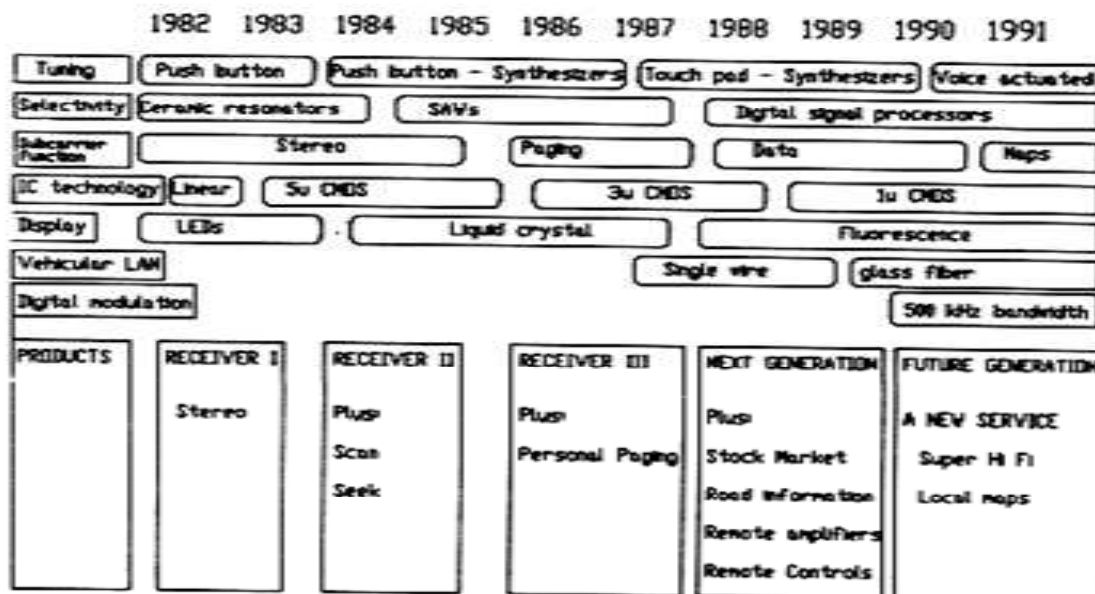 1982 1983 1984 1985 1986 1987 1988 1989 1990 1991
Tuning Push button Push button - Synthesizers Touch pad - Synthesizers Voice actuated
Selectivity Ceramic resonators SAWs Digital signal processors
Subcarrier Function Stereo Paging Data Maps
IC technology Linear 5u CMOS 3u CMOS 1u CMOS
Display LEDs Liquid crystal Fluorescence
Vehicular LAN Single wire glass fiber
Digital modulation 500 kHz bandwidth
PRODUCTS RECEIVER I RECEIVER II RECEIVER III NEXT GENERATION FUTURE GENERATION
Stereo Plus: Plus: Plus: A NEW SERVICE
Scan Personal Paging Stock Market Super Hi Fi
Seek Road information Local maps
Remote amplifiers
Remote Controls